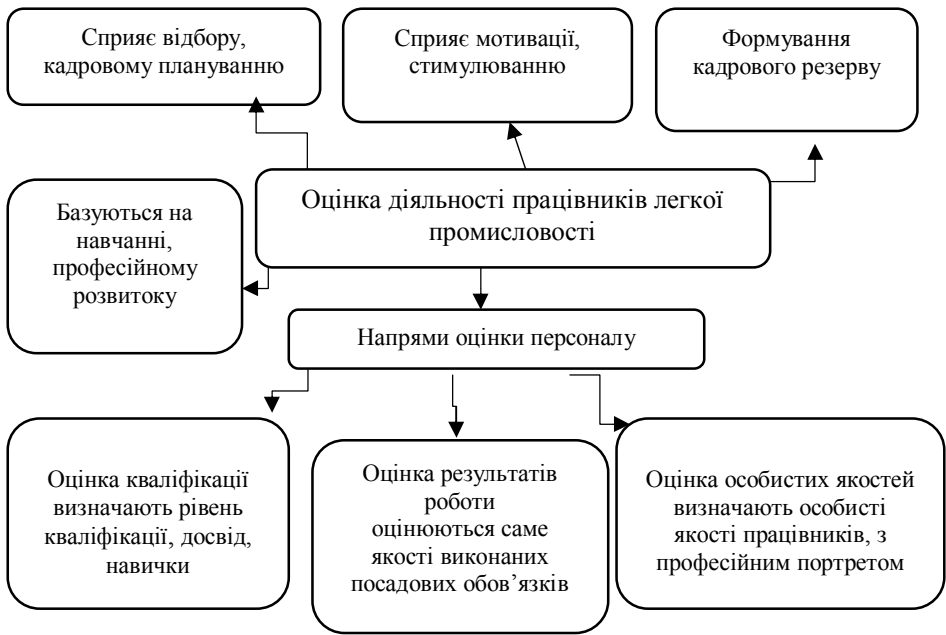 Сприяє відбору,
кадровому плануванню
Сприяє мотивації,
стимулюванню
Формування
кадрового резерву
Оцінка діяльності працівників легкої
промисловості
Базуються на
навчанні,
професійному
розвитоку
Напрями оцінки персоналу
Оцінка кваліфікації
визначають рівень
кваліфікації, досвід,
навички
Оцінка результатів
роботи
оцінюються саме
якості виконаних
посадових обов’язків
Оцінка особистих якостей
визначають особисті
якості працівників, з
професійним портретом